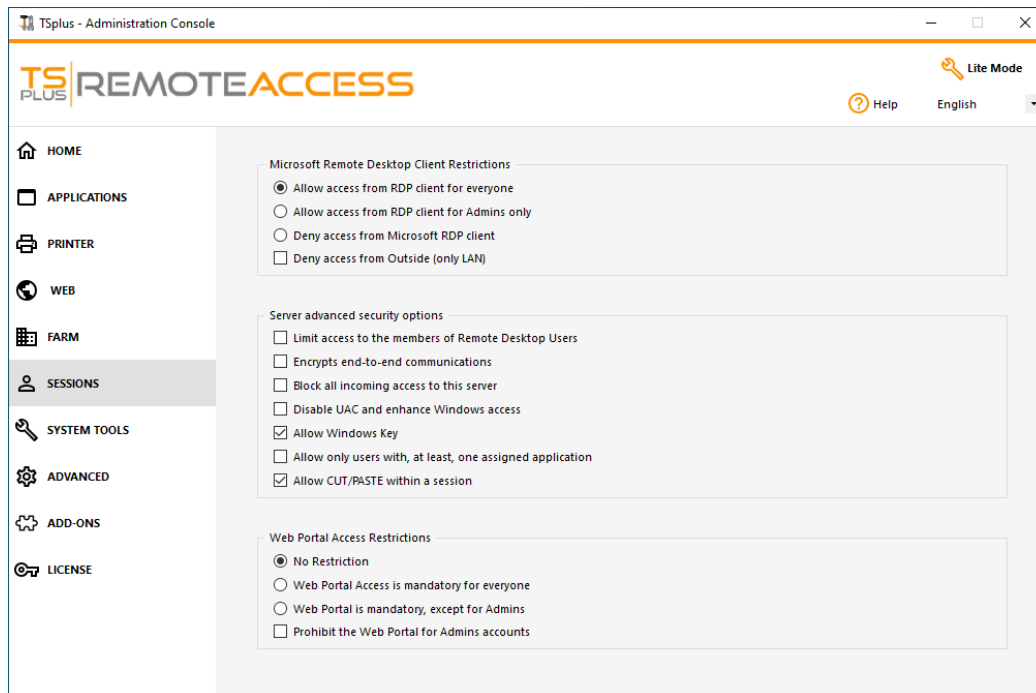 TSplus - Administration Console
TS PLUS REMOTEACCESS
Lite Mode
? Help English
HOME
APPLICATIONS
PRINTER
WEB
FARM
SESSIONS
SYSTEM TOOLS
ADVANCED
ADD-ONS
LICENSE
Microsoft Remote Desktop Client Restrictions
Allow access from RDP client for everyone
Allow access from RDP client for Admins only
Deny access from Microsoft RDP client
Deny access from Outside (only LAN)
Server advanced security options
Limit access to the members of Remote Desktop Users
Encrypts end-to-end communications
Block all incoming access to this server
Disable UAC and enhance Windows access
Allow Windows Key
Allow only users with, at least, one assigned application
Allow CUT/PASTE within a session
Web Portal Access Restrictions
No Restriction
Web Portal Access is mandatory for everyone
Web Portal is mandatory, except for Admins
Prohibit the Web Portal for Admins accounts